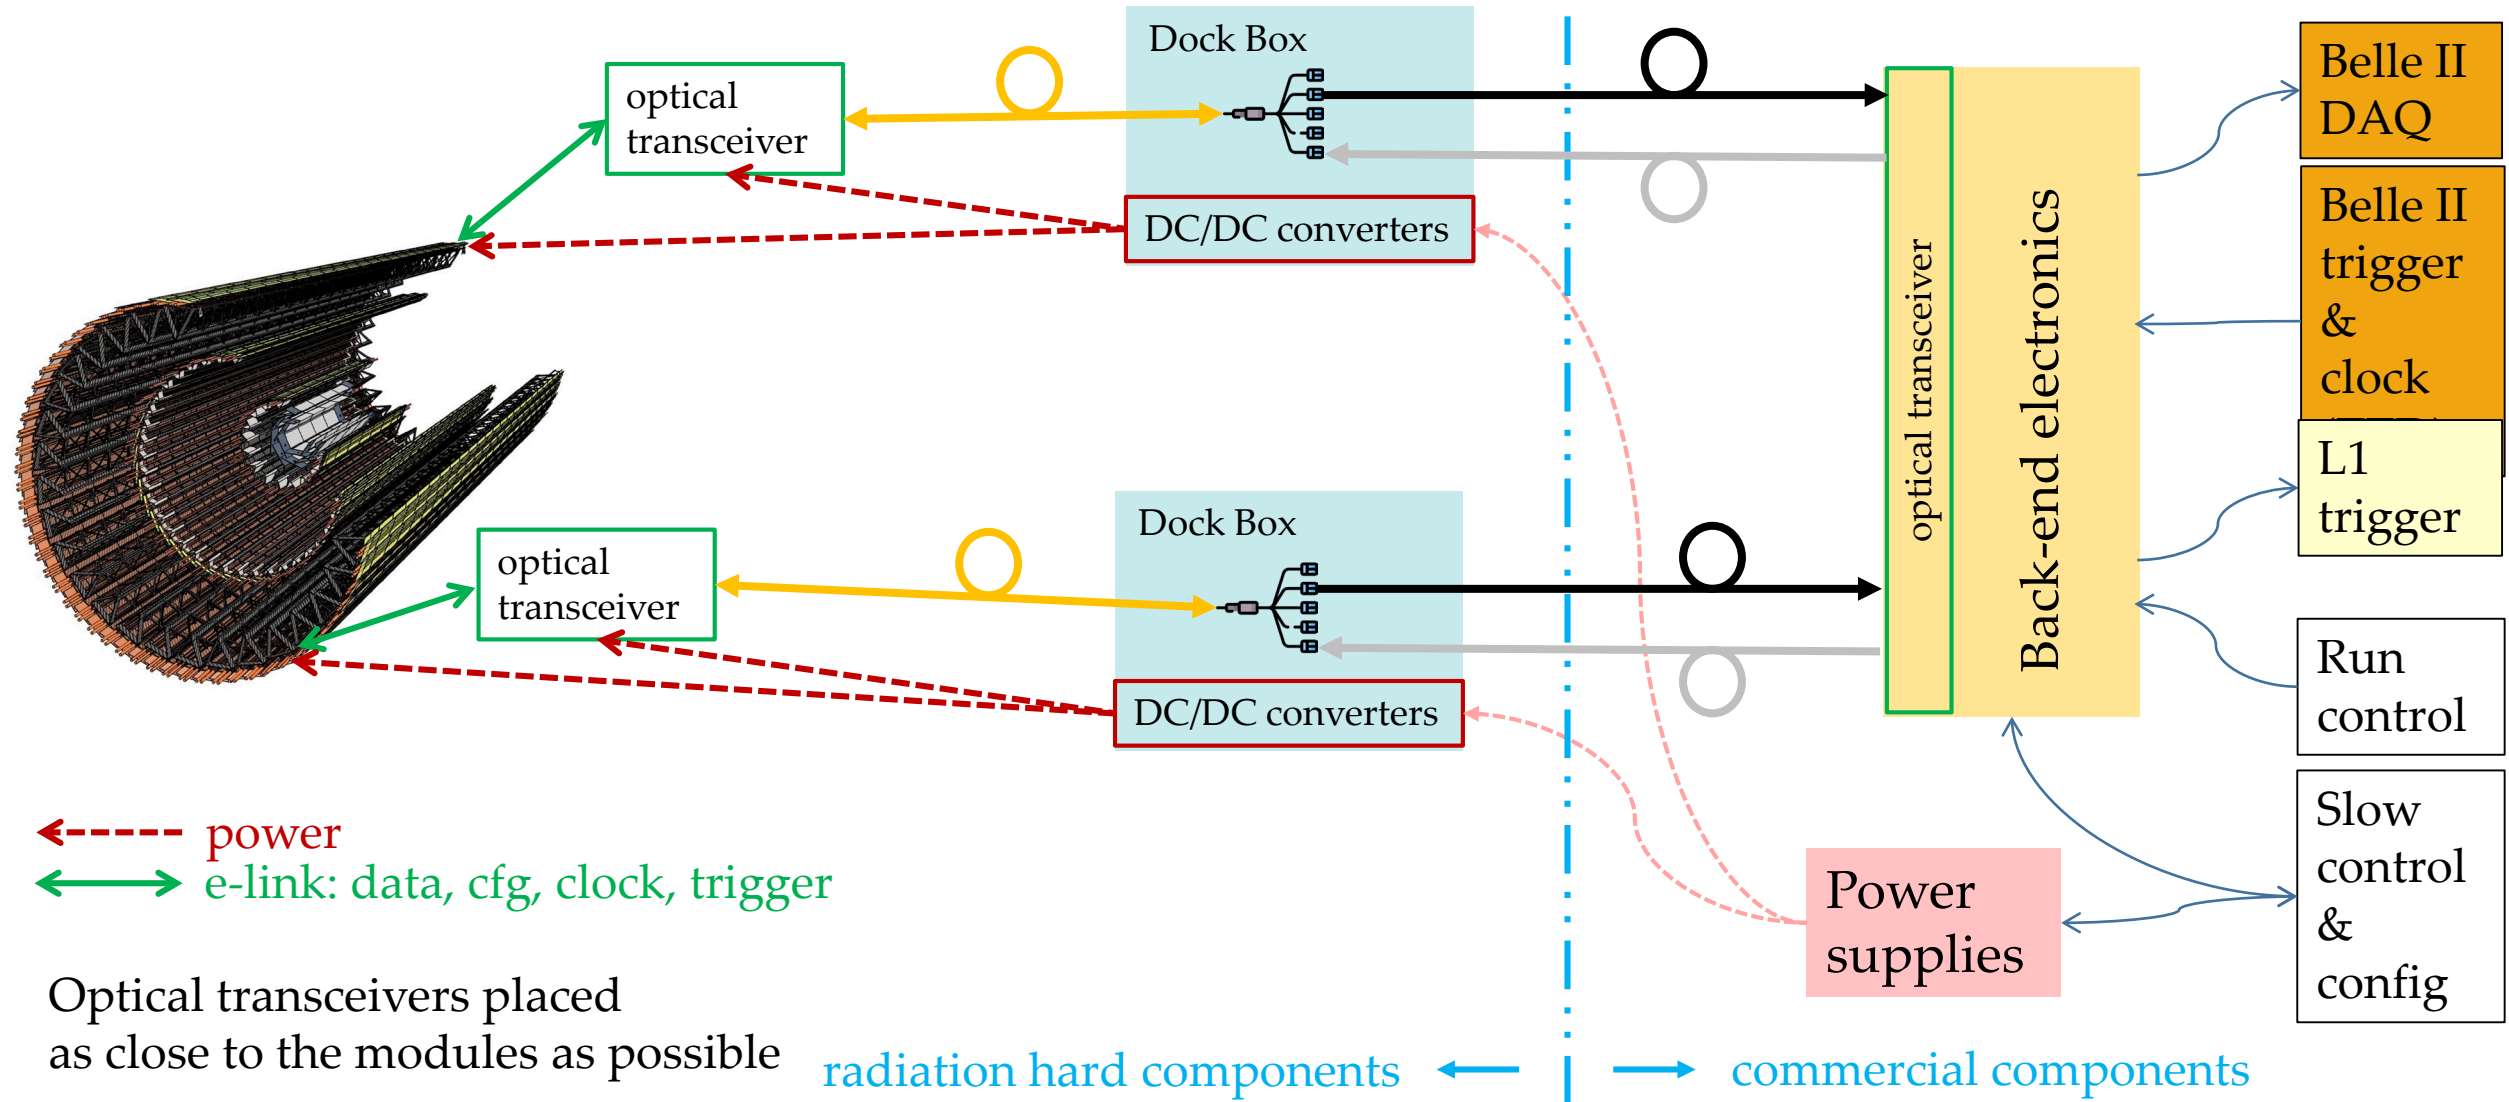 Dock Box
optical
transceiver
DC/DC converters
Dock Box
optical
transceiver
DC/DC converters
optical transceiver
Back-end electronics
Belle II
DAQ
Belle II
trigger
&
clock
L1
trigger
Run
control
Slow
control
&
config
Power
supplies
power
e-link: data, cfg, clock, trigger
Optical transceivers placed
as close to the modules as possible
radiation hard components
commercial components